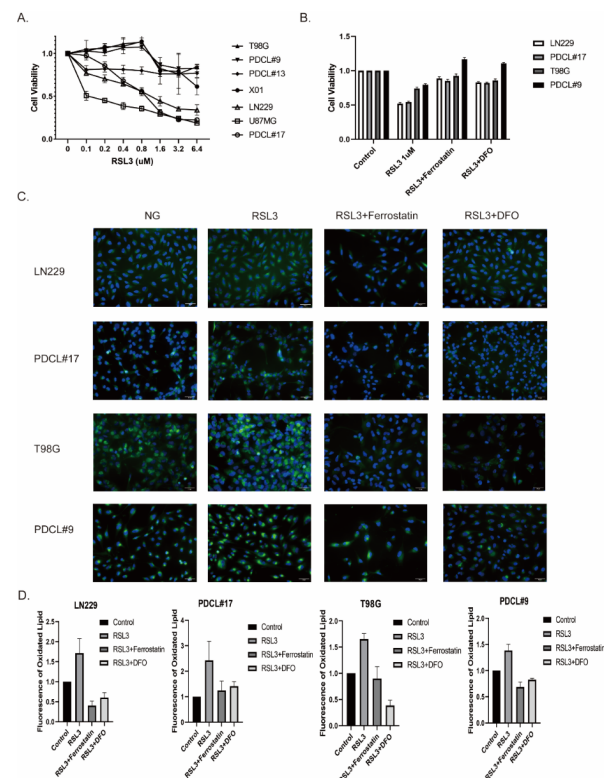 A.
Cell Viability
1.5
1.0
0.5
0.0
0 0.1 0.2 0.4 0.8 1.6 3.2 6.4
RSL3 (uM)
T98G
PDCL#9
PDCL#13
X01
LN229
U87MG
PDCL#17
B.
Cell Viability
1.5
1.0
0.5
0.0
Control
RSL3 1uM
RSL3+Ferrostatin
RSL3+DFO
LN229
PDCL#17
T98G
PDCL#9
C.
NG RSL3 RSL3+Ferrostatin RSL3+DFO
LN229
PDCL#17
T98G
PDCL#9
D.
LN229
Fluorescence of Oxidated Lipid
2.5
2.0
1.5
1.0
0.5
0.0
Control
RSL3
RSL3+Ferrostatin
RSL3+DFO
Control
RSL3
RSL3+Ferrostatin
RSL3+DFO
PDCL#17
Fluorescence of Oxidated Lipid
4
3
2
1
0
Control
RSL3
RSL3+Ferrostatin
RSL3+DFO
Control
RSL3
RSL3+Ferrostatin
RSL3+DFO
T98G
Fluorescence of Oxidated Lipid
2.0
1.5
1.0
0.5
0.0
Control
RSL3
RSL3+Ferrostatin
RSL3+DFO
Control
RSL3
RSL3+Ferrostatin
RSL3+DFO
PDCL#9
Fluorescence of Oxidated Lipid
2.0
1.5
1.0
0.5
0.0
Control
RSL3
RSL3+Ferrostatin
RSL3+DFO
Control
RSL3
RSL3+Ferrostatin
RSL3+DFO